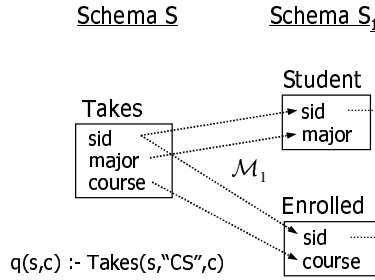 Schema S
Schema S1
Student
sid
major
Takes
sid
major
course
M1
Enrolled
sid
course
q(s,c) :- Takes(s,"CS",c)